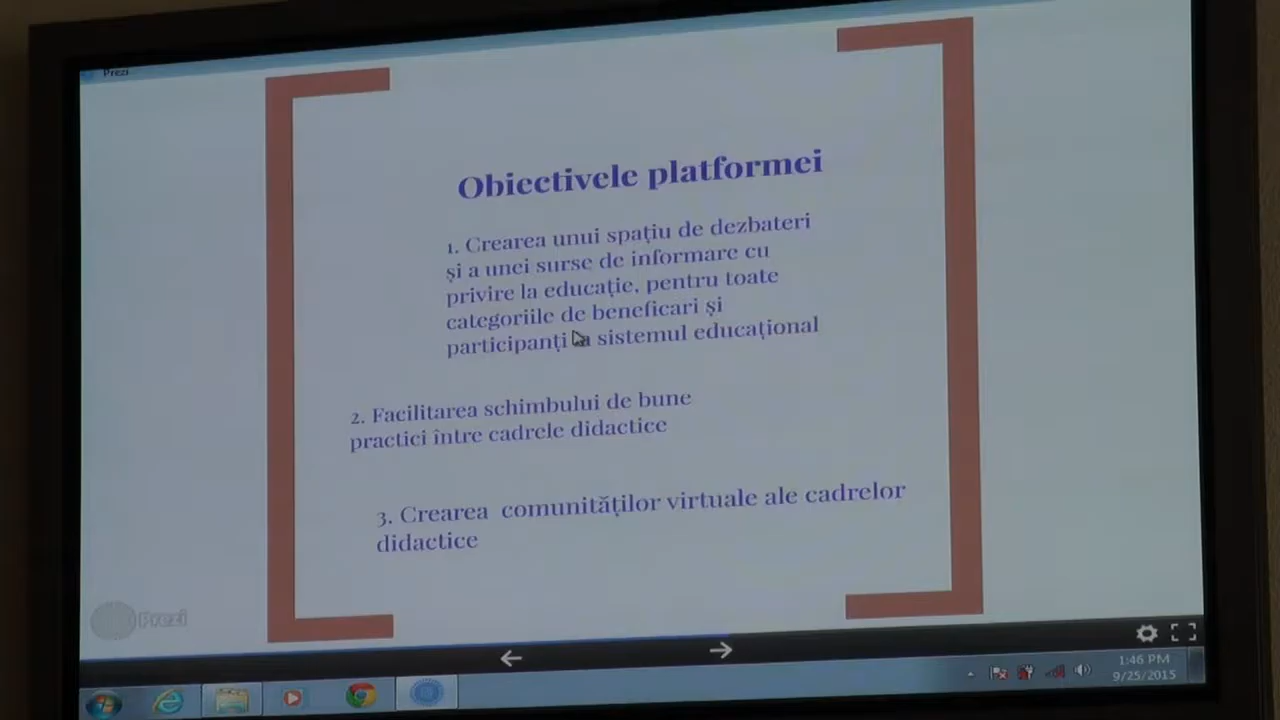 Prezi
Obiectivele platformei
1. Crearea unui spațiu de dezbateri
și a unei surse de informare cu
privire la educație, pentru toate
categoriile de beneficari și
participanți la sistemul educațional
2. Facilitarea schimbului de bune
practici între cadrele didactice
3. Crearea comunităților virtuale ale cadrelor
didactice
Prezi
1:46 PM
9/25/2015